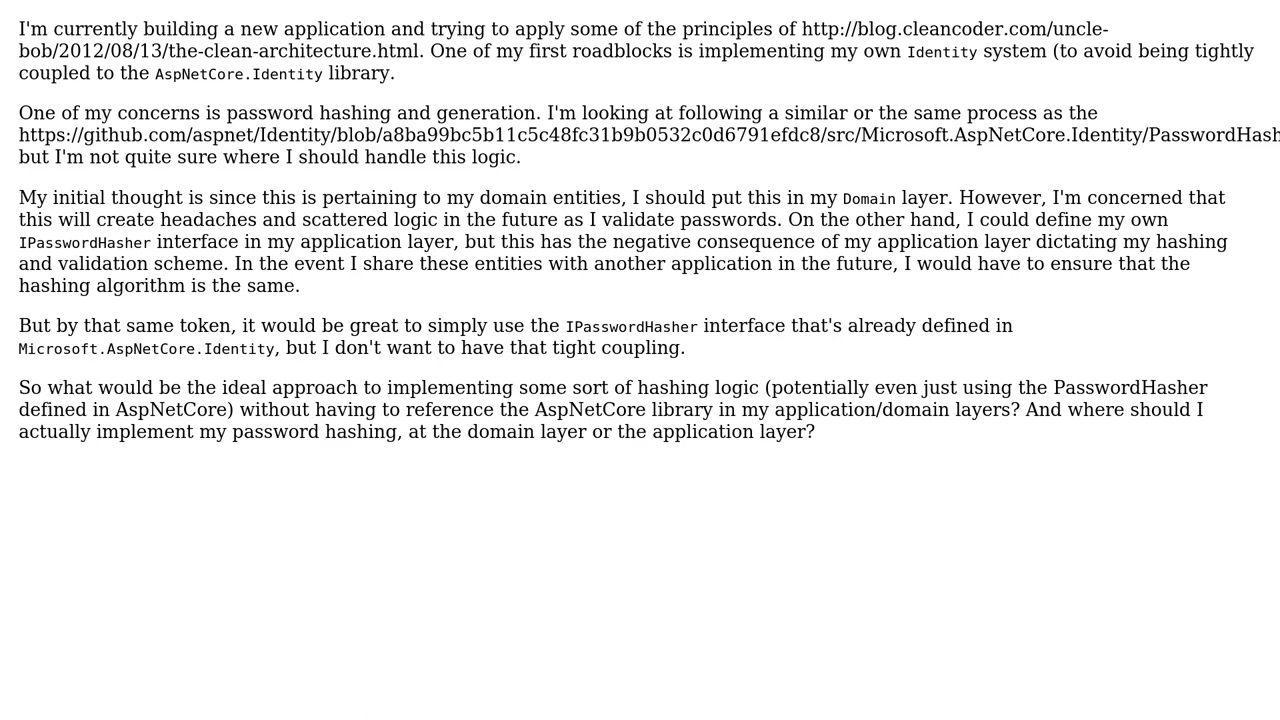 I'm currently building a new application and trying to apply some of the principles of http://blog.cleancoder.com/uncle-
bob/2012/08/13/the-clean-architecture.html. One of my first roadblocks is implementing my own Identity system (to avoid being tightly
coupled to the AspNetCore.Identity library.
One of my concerns is password hashing and generation. I'm looking at following a similar or the same process as the
https://github.com/aspnet/Identity/blob/a8ba99bc5b11c5c48fc31b9b0532c0d6791efdc8/src/Microsoft.AspNetCore.Identity/PasswordHash
but I'm not quite sure where I should handle this logic.
My initial thought is since this is pertaining to my domain entities, I should put this in my Domain layer. However, I'm concerned that
this will create headaches and scattered logic in the future as I validate passwords. On the other hand, I could define my own
IPasswordHasher interface in my application layer, but this has the negative consequence of my application layer dictating my hashing
and validation scheme. In the event I share these entities with another application in the future, I would have to ensure that the
hashing algorithm is the same.
But by that same token, it would be great to simply use the IPasswordHasher interface that's already defined in
Microsoft.AspNetCore.Identity, but I don't want to have that tight coupling.
So what would be the ideal approach to implementing some sort of hashing logic (potentially even just using the PasswordHasher
defined in AspNetCore) without having to reference the AspNetCore library in my application/domain layers? And where should I
actually implement my password hashing, at the domain layer or the application layer?